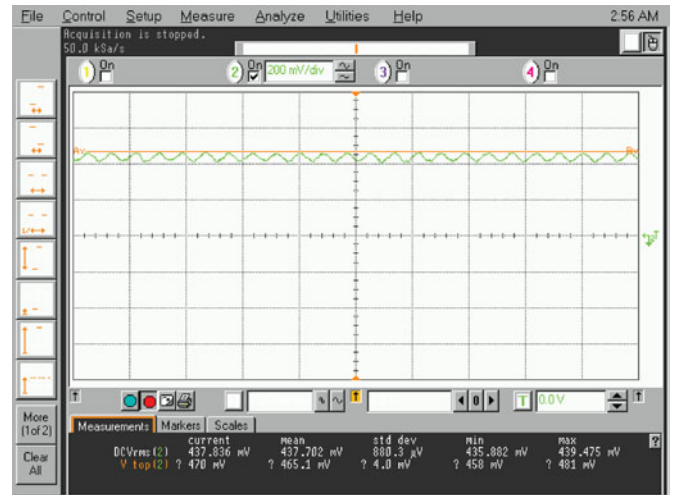 File Control Setup Measure Analyze Utilities Help 2:56 AM
Acquisition is stopped.
50.0 kSa/s
1 On 2 On 200 mV/div 3 On 4 On
More
(1of2)
Clear
All
T 0.0 V
Measurements Markers Scales
current mean std dev min max
DCVrms(2) 437.836 mV 437.702 mV 880.3 µV 435.882 mV 439.475 mV
V top(2) ? 470 mV ? 465.1 mV ? 4.0 mV ? 458 mV ? 481 mV